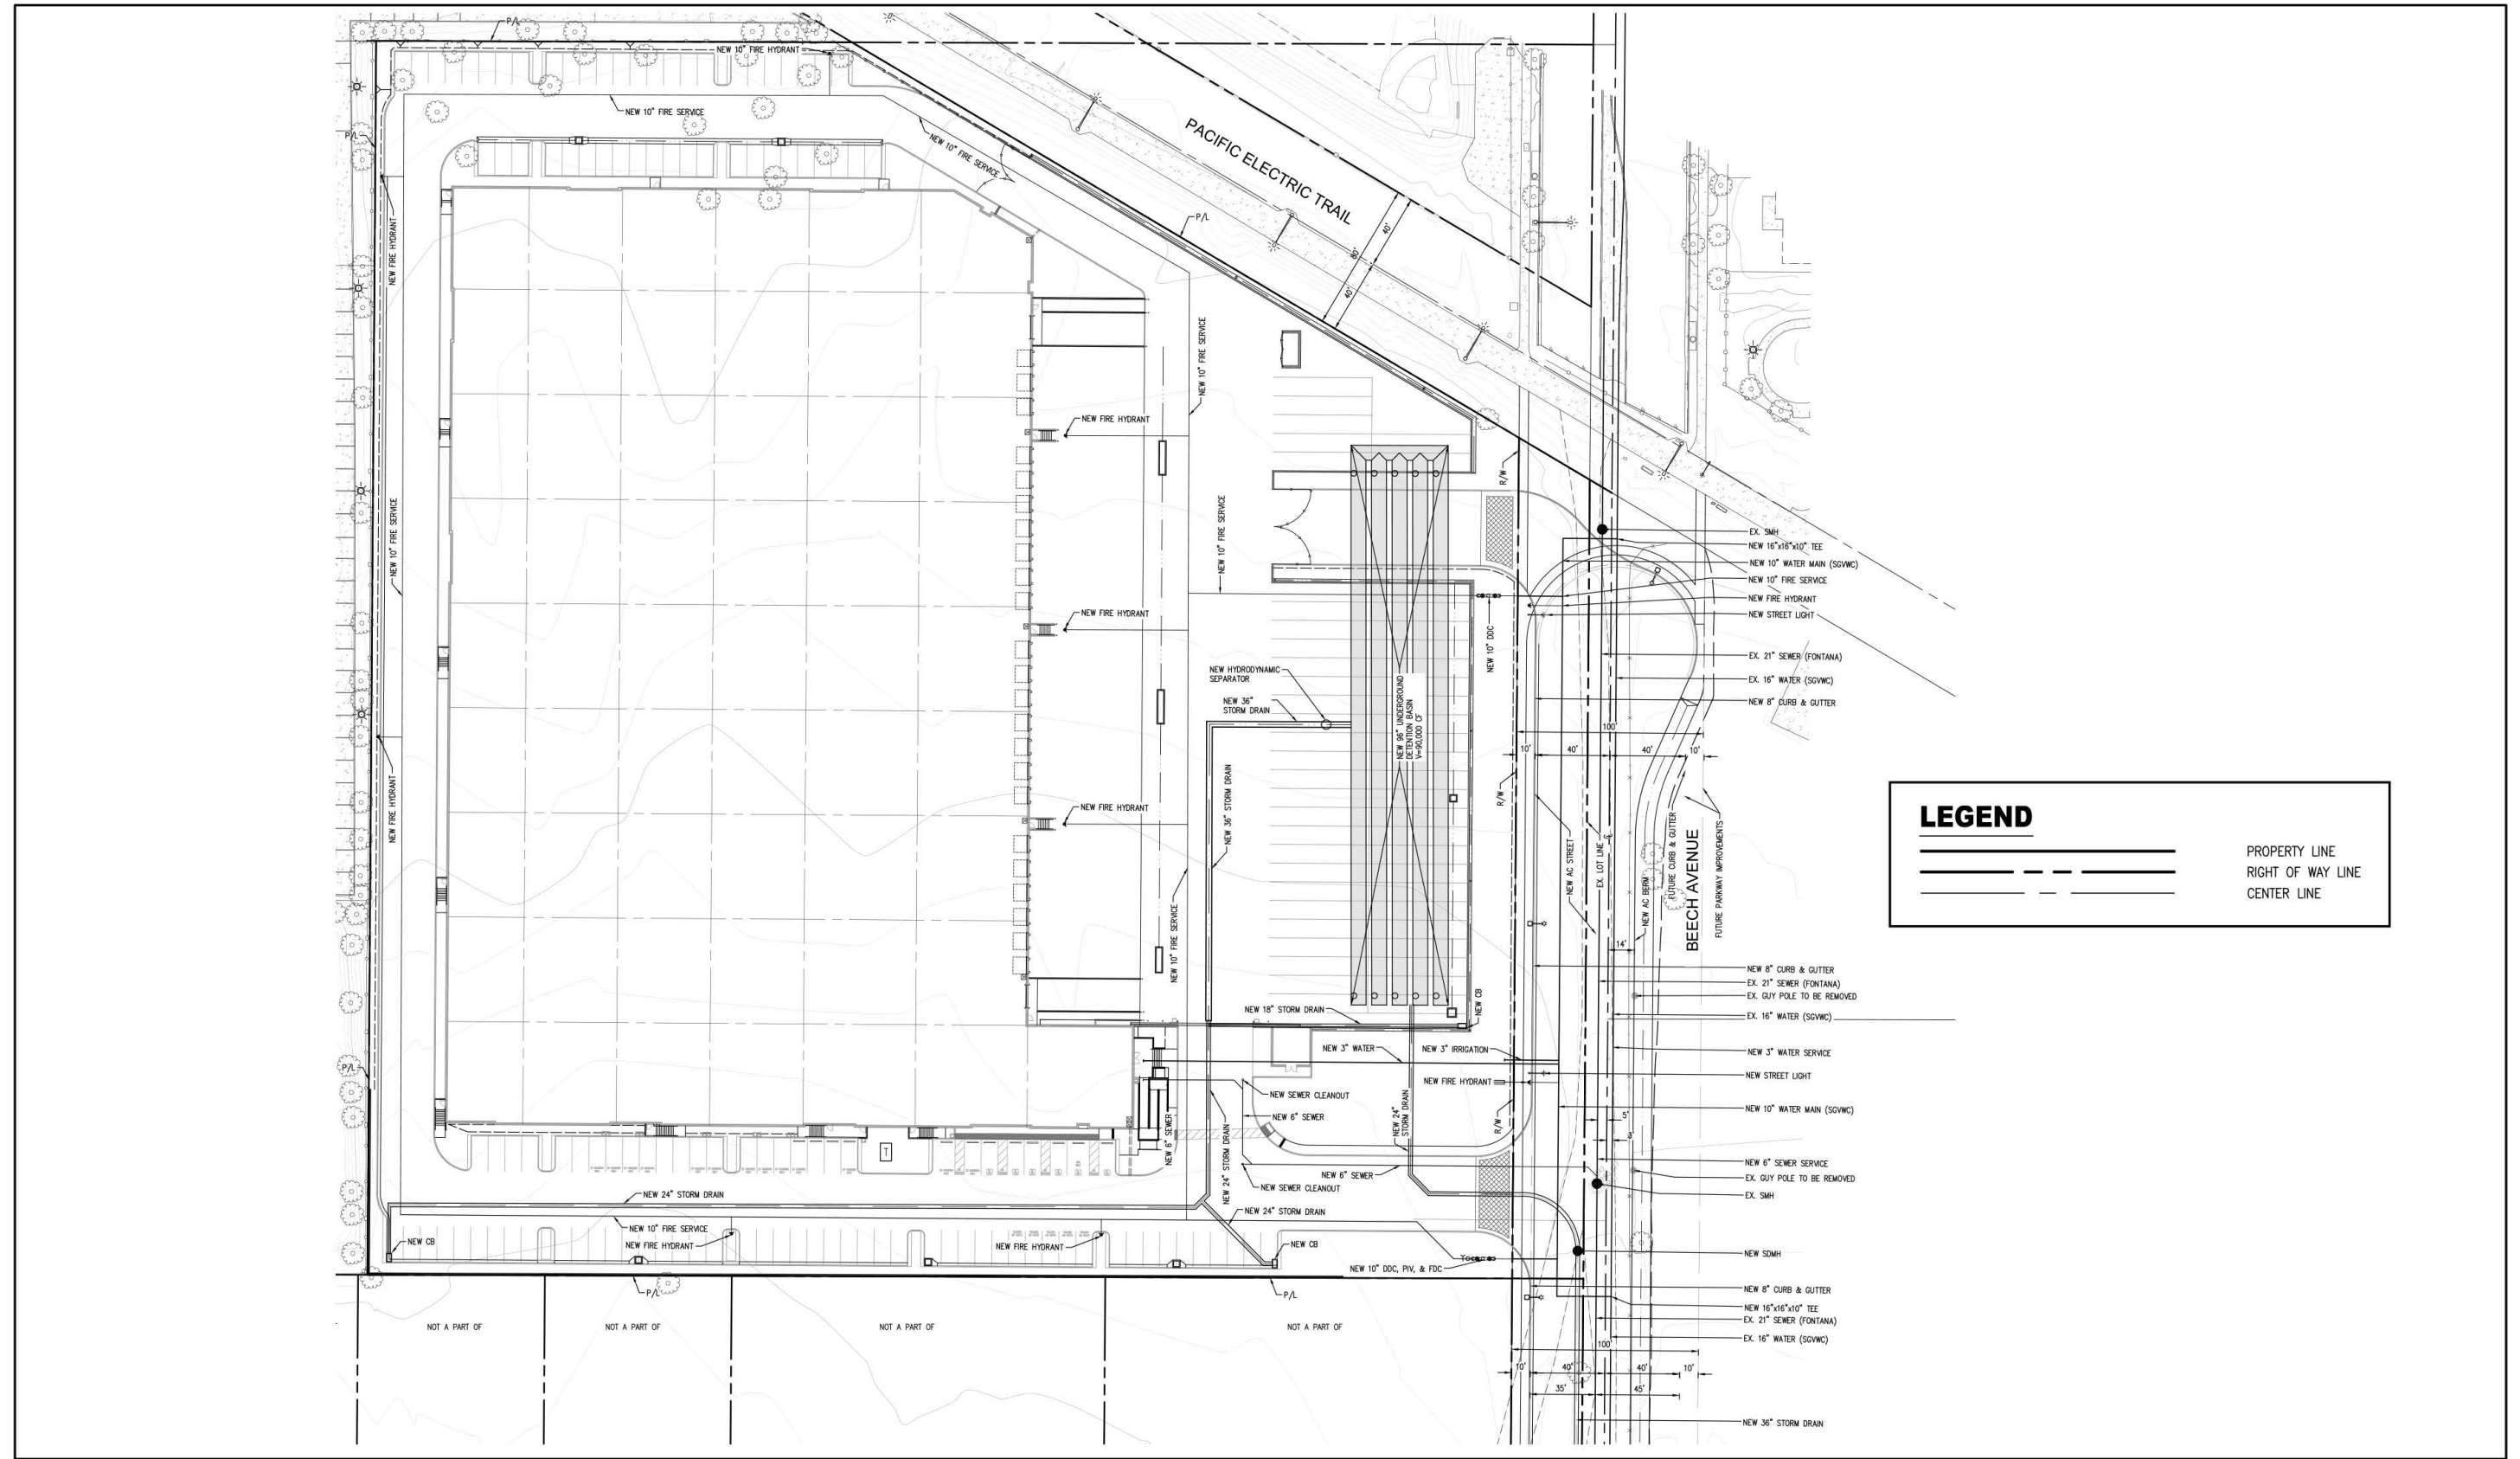 P/L
NEW 10" FIRE HYDRANT
NEW 10" FIRE SERVICE
P/L
NEW 10" FIRE SERVICE
PACIFIC ELECTRIC TRAIL
P/L
40'
80'
40'
NEW FIRE HYDRANT
NEW 10" FIRE SERVICE
NEW FIRE HYDRANT
R/W
NEW 10" FIRE SERVICE
NEW 10" FIRE SERVICE
EX. SMH
NEW 16"x16"x10" TEE
NEW 10" WATER MAIN (SGVWC)
NEW 10" FIRE SERVICE
NEW FIRE HYDRANT
NEW STREET LIGHT
NEW FIRE HYDRANT
NEW 10" DDC
EX. 21" SEWER (FONTANA)
EX. 16" WATER (SGVWC)
NEW 8" CURB & GUTTER
NEW HYDRODYNAMIC
SEPARATOR
NEW 36"
STORM DRAIN
NEW 96" UNDERGROUND
DETENTION BASIN
V=90,000 CF
100'
10'
40'
40'
10'
NEW FIRE HYDRANT
NEW FIRE HYDRANT
NEW 36" STORM DRAIN
R/W
NEW AC STREET
EX. LOT LINE
NEW AC BERM
FUTURE CURB & GUTTER
BEECH AVENUE
FUTURE PARKWAY IMPROVEMENTS
14'
LEGEND
PROPERTY LINE
RIGHT OF WAY LINE
CENTER LINE
NEW 10" FIRE SERVICE
NEW 8" CURB & GUTTER
EX. 21" SEWER (FONTANA)
EX. GUY POLE TO BE REMOVED
EX. 16" WATER (SGVWC)
NEW 18" STORM DRAIN
NEW CB
NEW 3" WATER
NEW 3" IRRIGATION
NEW 3" WATER SERVICE
P/L
NEW FIRE HYDRANT
NEW STREET LIGHT
NEW SEWER CLEANOUT
NEW 6" SEWER
NEW 24"
STORM DRAIN
R/W
NEW 10" WATER MAIN (SGVWC)
5'
3'
T
NEW 6" SEWER
NEW 24" STORM DRAIN
NEW 6" SEWER
NEW SEWER CLEANOUT
NEW 6" SEWER SERVICE
EX. GUY POLE TO BE REMOVED
EX. SMH
NEW 24" STORM DRAIN
NEW 24" STORM DRAIN
NEW 10" FIRE SERVICE
NEW FIRE HYDRANT
NEW FIRE HYDRANT
NEW CB
NEW CB
NEW 10" DDC, PIV, & FDC
NEW SDMH
P/L
P/L
NEW 8" CURB & GUTTER
NEW 16"x16"x10" TEE
EX. 21" SEWER (FONTANA)
EX. 16" WATER (SGVWC)
NOT A PART OF
NOT A PART OF
NOT A PART OF
NOT A PART OF
100'
10'
40'
40'
10'
35'
45'
NEW 36" STORM DRAIN